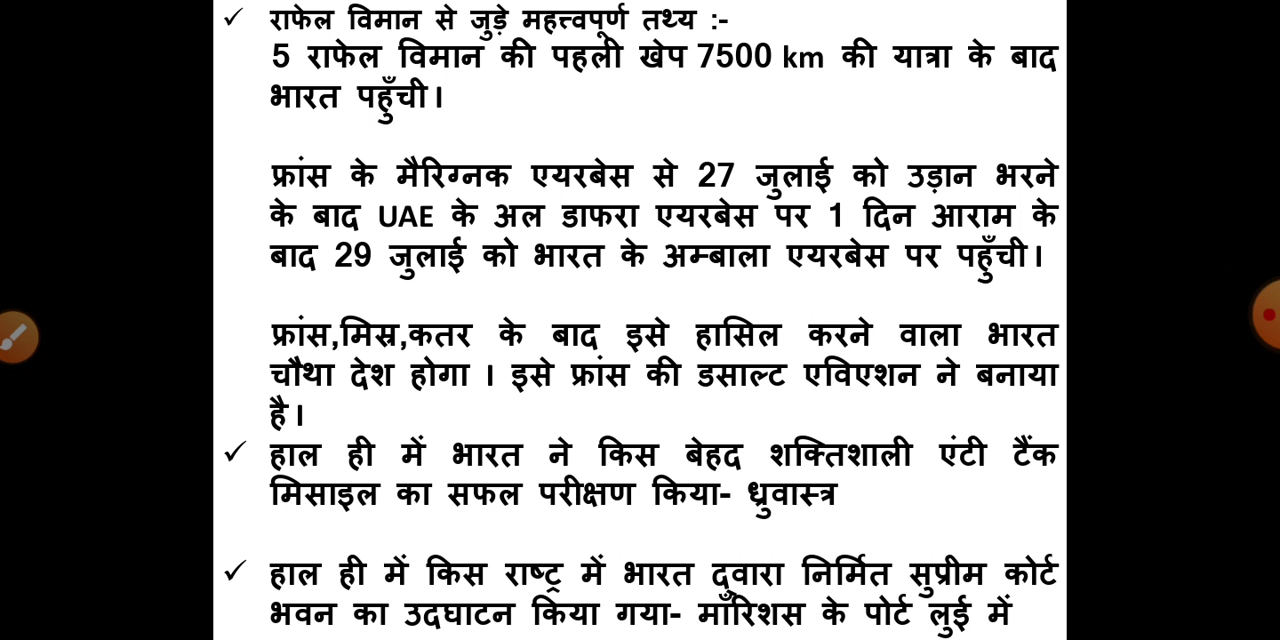 ✓ राफेल विमान से जुड़े महत्त्वपूर्ण तथ्य :-
5 राफेल विमान की पहली खेप 7500 km की यात्रा के बाद
भारत पहुँची।
फ्रांस के मैरिग्नक एयरबेस से 27 जुलाई को उड़ान भरने
के बाद UAE के अल डाफरा एयरबेस पर 1 दिन आराम के
बाद 29 जुलाई को भारत के अम्बाला एयरबेस पर पहुँची।
फ्रांस,मिस्र,कतर के बाद इसे हासिल करने वाला भारत
चौथा देश होगा । इसे फ्रांस की डसाल्ट एविएशन ने बनाया
है।
✓ हाल ही में भारत ने किस बेहद शक्तिशाली एंटी टैंक
मिसाइल का सफल परीक्षण किया- ध्रुवास्त्र
✓ हाल ही में किस राष्ट्र में भारत दुवारा निर्मित सुप्रीम कोर्ट
भवन का उदघाटन किया गया- मॉरिशस के पोर्ट लुई में